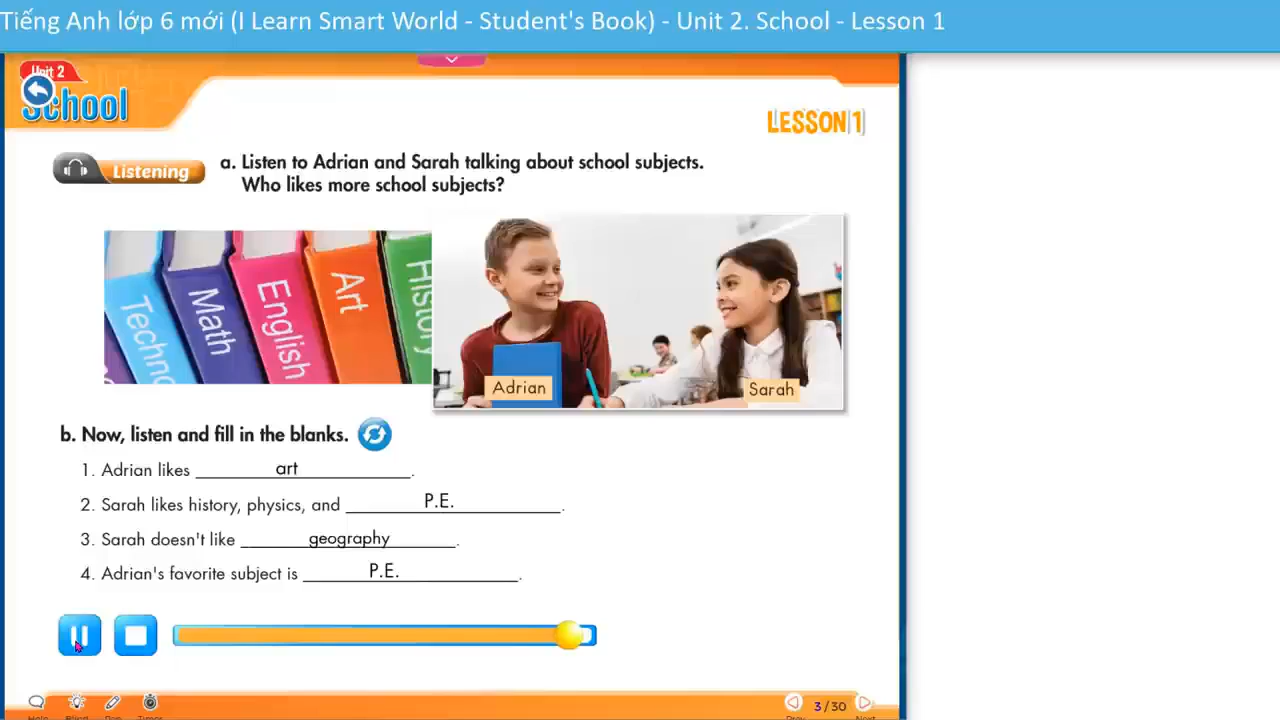 Tiếng Anh lớp 6 mới (I Learn Smart World - Student's Book) - Unit 2. School - Lesson 1
Unit 2
School
LESSON 1
Listening
a. Listen to Adrian and Sarah talking about school subjects.
Who likes more school subjects?
Techno
Math
English
Art
History
Adrian
Sarah
b. Now, listen and fill in the blanks.
1. Adrian likes art.
2. Sarah likes history, physics, and P.E..
3. Sarah doesn't like geography.
4. Adrian's favorite subject is P.E..
3 / 30